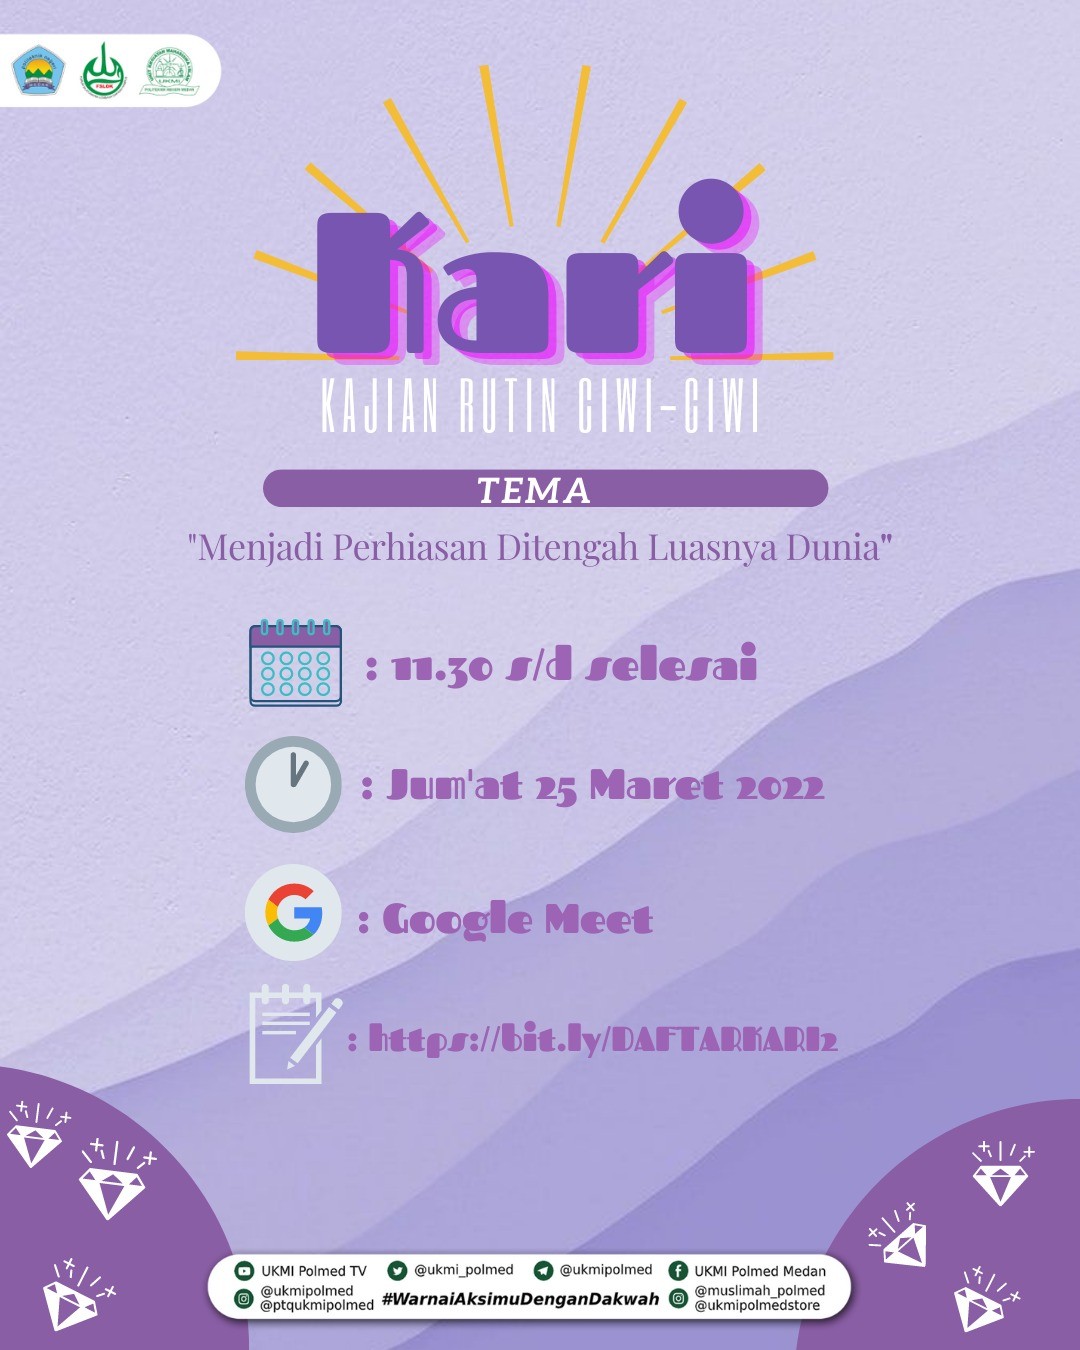 FSLDK
UKMI
Kari
KAJIAN RUTIN CIWI-CIWI
TEMA
"Menjadi Perhiasan Ditengah Luasnya Dunia"
: 11.30 s/d selesai
: Jum'at 25 Maret 2022
: Google Meet
: https://bit.ly/DAFTARKARI2
UKMI Polmed TV @ukmi_polmed @ukmipolmed UKMI Polmed Medan
@ukmipolmed
@ptqukmipolmed
#WarnaiAksimuDenganDakwah
@muslimah_polmed
@ukmipolmedstore